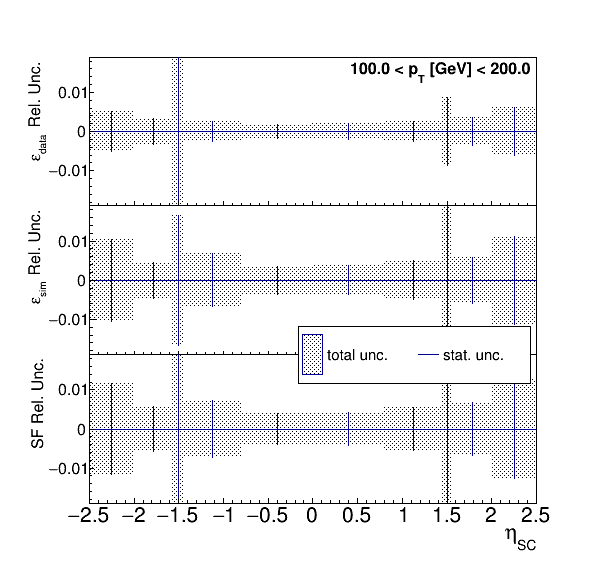 100.0 < p_T [GeV] < 200.0
ε_data Rel. Unc.
0.01
0
−0.01
ε_sim Rel. Unc.
0.01
0
−0.01
total unc.
stat. unc.
SF Rel. Unc.
0.01
0
−0.01
−2.5 −2 −1.5 −1 −0.5 0 0.5 1 1.5 2 2.5
η_SC